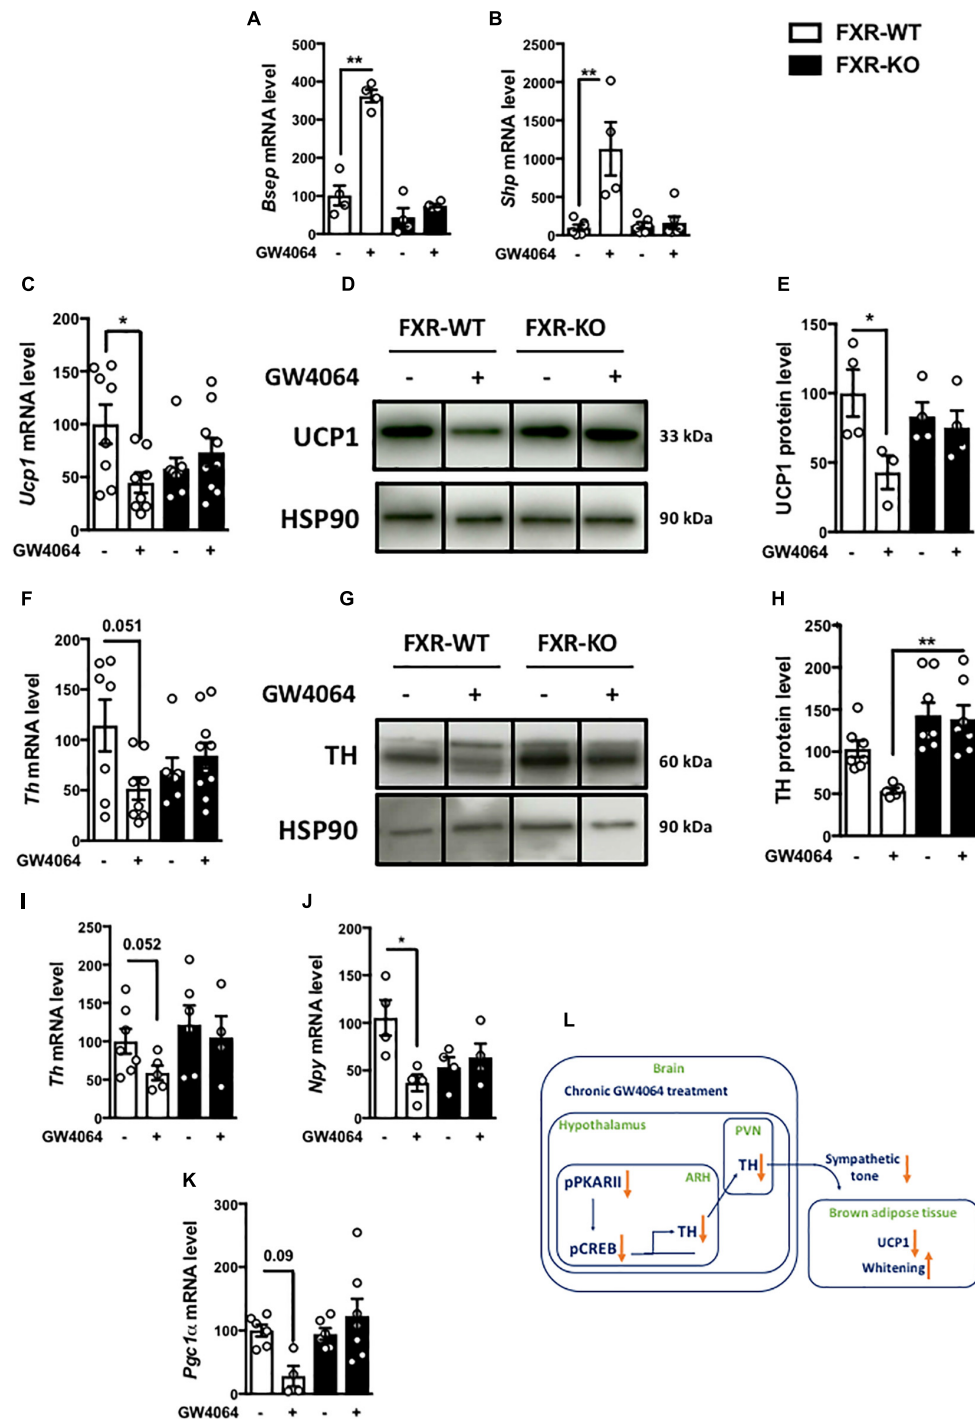 A
B
FXR-WT
FXR-KO
Bsep mRNA level
500
400
300
200
100
0
**
GW4064 - + - +
Shp mRNA level
2500
2000
1500
1000
500
0
**
- + - +
C
Ucp1 mRNA level
200
150
100
50
0
*
GW4064 - + - +
D
FXR-WT FXR-KO
GW4064 - + - +
UCP1 33 kDa
HSP90 90 kDa
E
UCP1 protein level
150
100
50
0
*
GW4064 - + - +
F
Th mRNA level
200
150
100
50
0
0.051
GW4064 - + - +
G
FXR-WT FXR-KO
GW4064 - + - +
TH 60 kDa
HSP90 90 kDa
H
TH protein level
250
200
150
100
50
0
**
GW4064 - + - +
I
Th mRNA level
250
200
150
100
50
0
0.052
GW4064 - + - +
J
Npy mRNA level
200
150
100
50
0
*
GW4064 - + - +
K
Pgc1α mRNA level
300
200
100
0
0.09
GW4064 - + - +
L
Brain
Chronic GW4064 treatment
Hypothalamus
PVN
TH
ARH
pPKARII
pCREB
TH
Sympathetic
tone
Brown adipose tissue
UCP1
Whitening